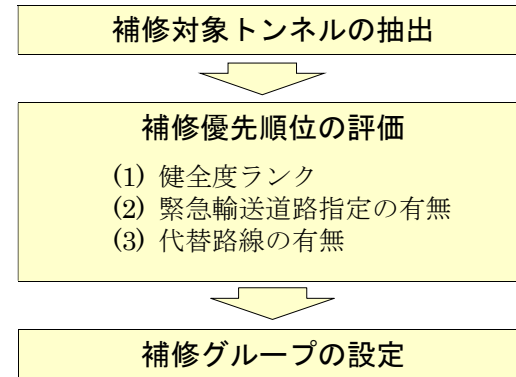 補修対象トンネルの抽出
補修優先順位の評価
(1) 健全度ランク
(2) 緊急輸送道路指定の有無
(3) 代替路線の有無
補修グループの設定